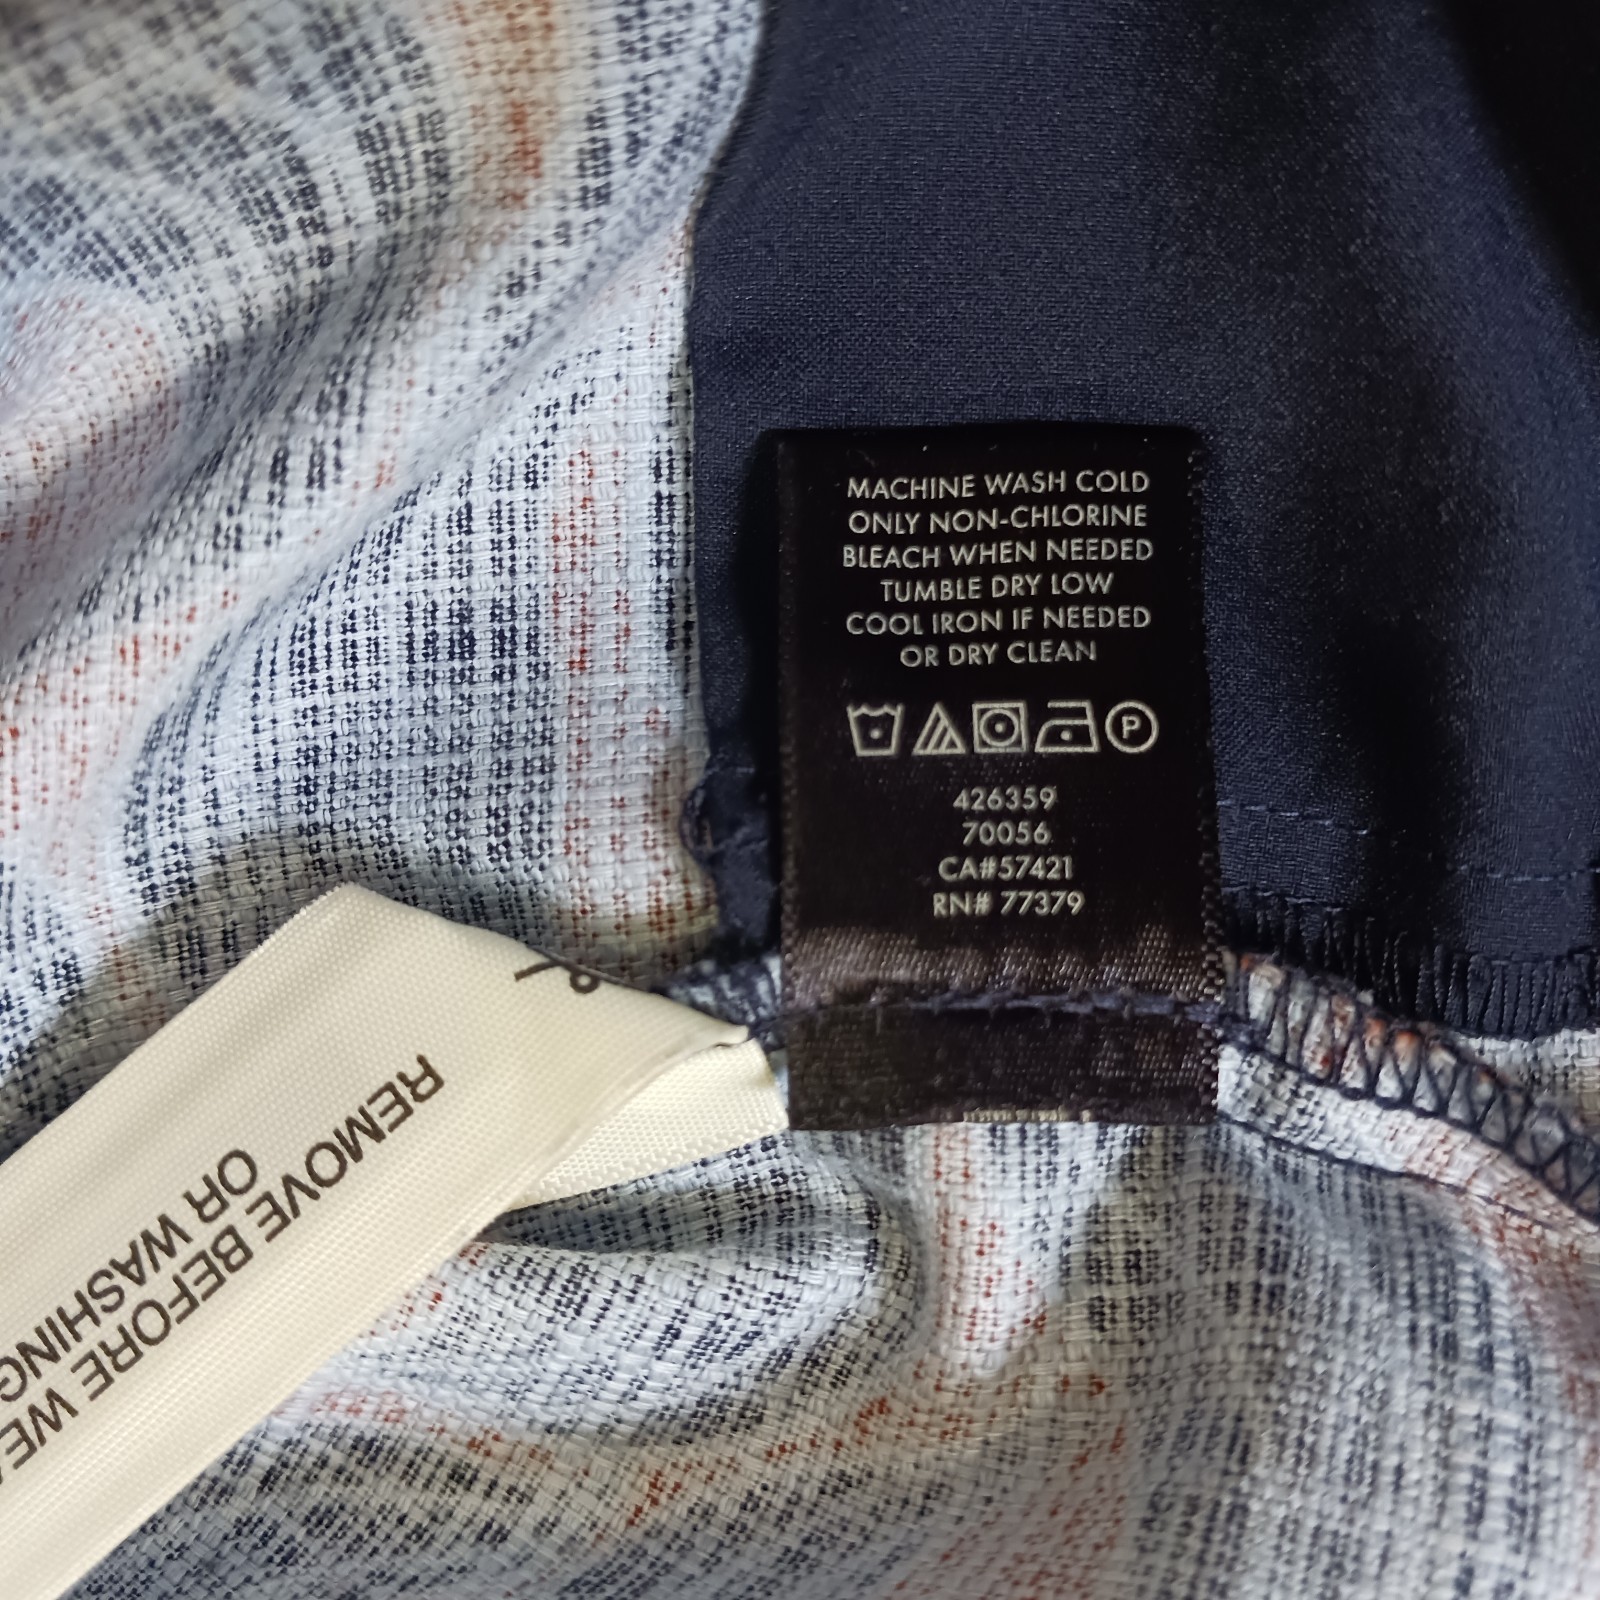 MACHINE WASH COLD
ONLY NON-CHLORINE
BLEACH WHEN NEEDED
TUMBLE DRY LOW
COOL IRON IF NEEDED
OR DRY CLEAN
P
426359
70056
CA#57421
RN# 77379
REMOVE BEFORE
OR WASHING